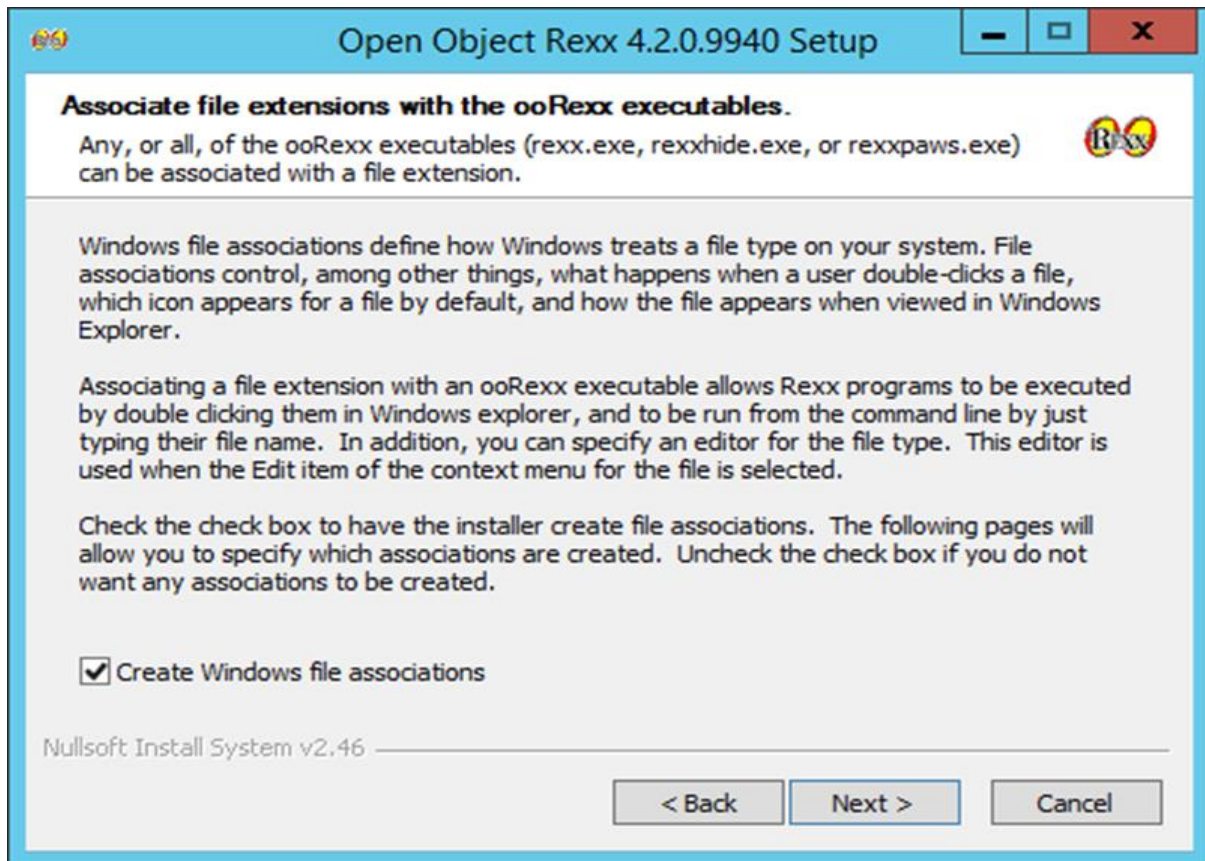 Open Object Rexx 4.2.0.9940 Setup
Associate file extensions with the ooRexx executables.
Any, or all, of the ooRexx executables (rexx.exe, rexxhide.exe, or rexxpaws.exe)
can be associated with a file extension.
REXX
Windows file associations define how Windows treats a file type on your system. File
associations control, among other things, what happens when a user double-clicks a file,
which icon appears for a file by default, and how the file appears when viewed in Windows
Explorer.
Associating a file extension with an ooRexx executable allows Rexx programs to be executed
by double clicking them in Windows explorer, and to be run from the command line by just
typing their file name.  In addition, you can specify an editor for the file type.  This editor is
used when the Edit item of the context menu for the file is selected.
Check the check box to have the installer create file associations.  The following pages will
allow you to specify which associations are created.  Uncheck the check box if you do not
want any associations to be created.
Create Windows file associations
Nullsoft Install System v2.46
< Back
Next >
Cancel